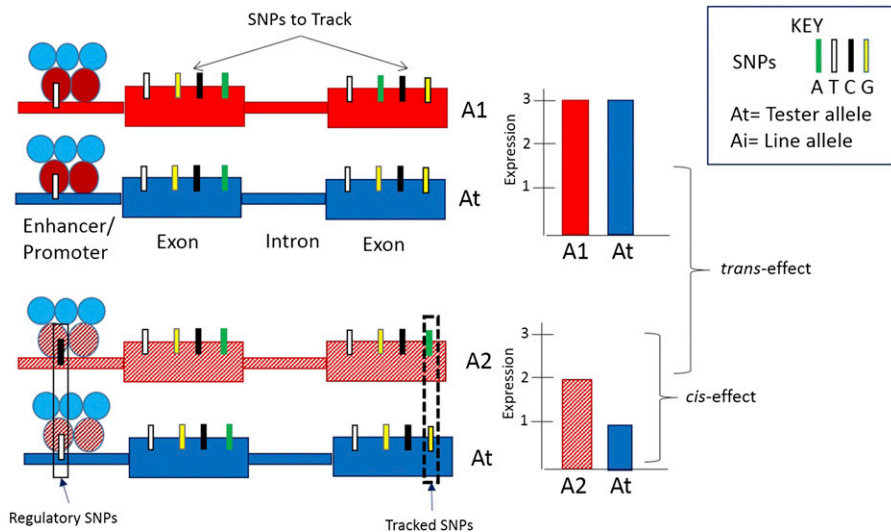 SNPs to Track
A1
At
Enhancer/
Promoter
Exon
Intron
Exon
Expression
3
2
1
A1
At
KEY
SNPs
A T C G
At= Tester allele
Ai= Line allele
trans-effect
A2
At
Regulatory SNPs
Tracked SNPs
Expression
3
2
1
A2
At
cis-effect